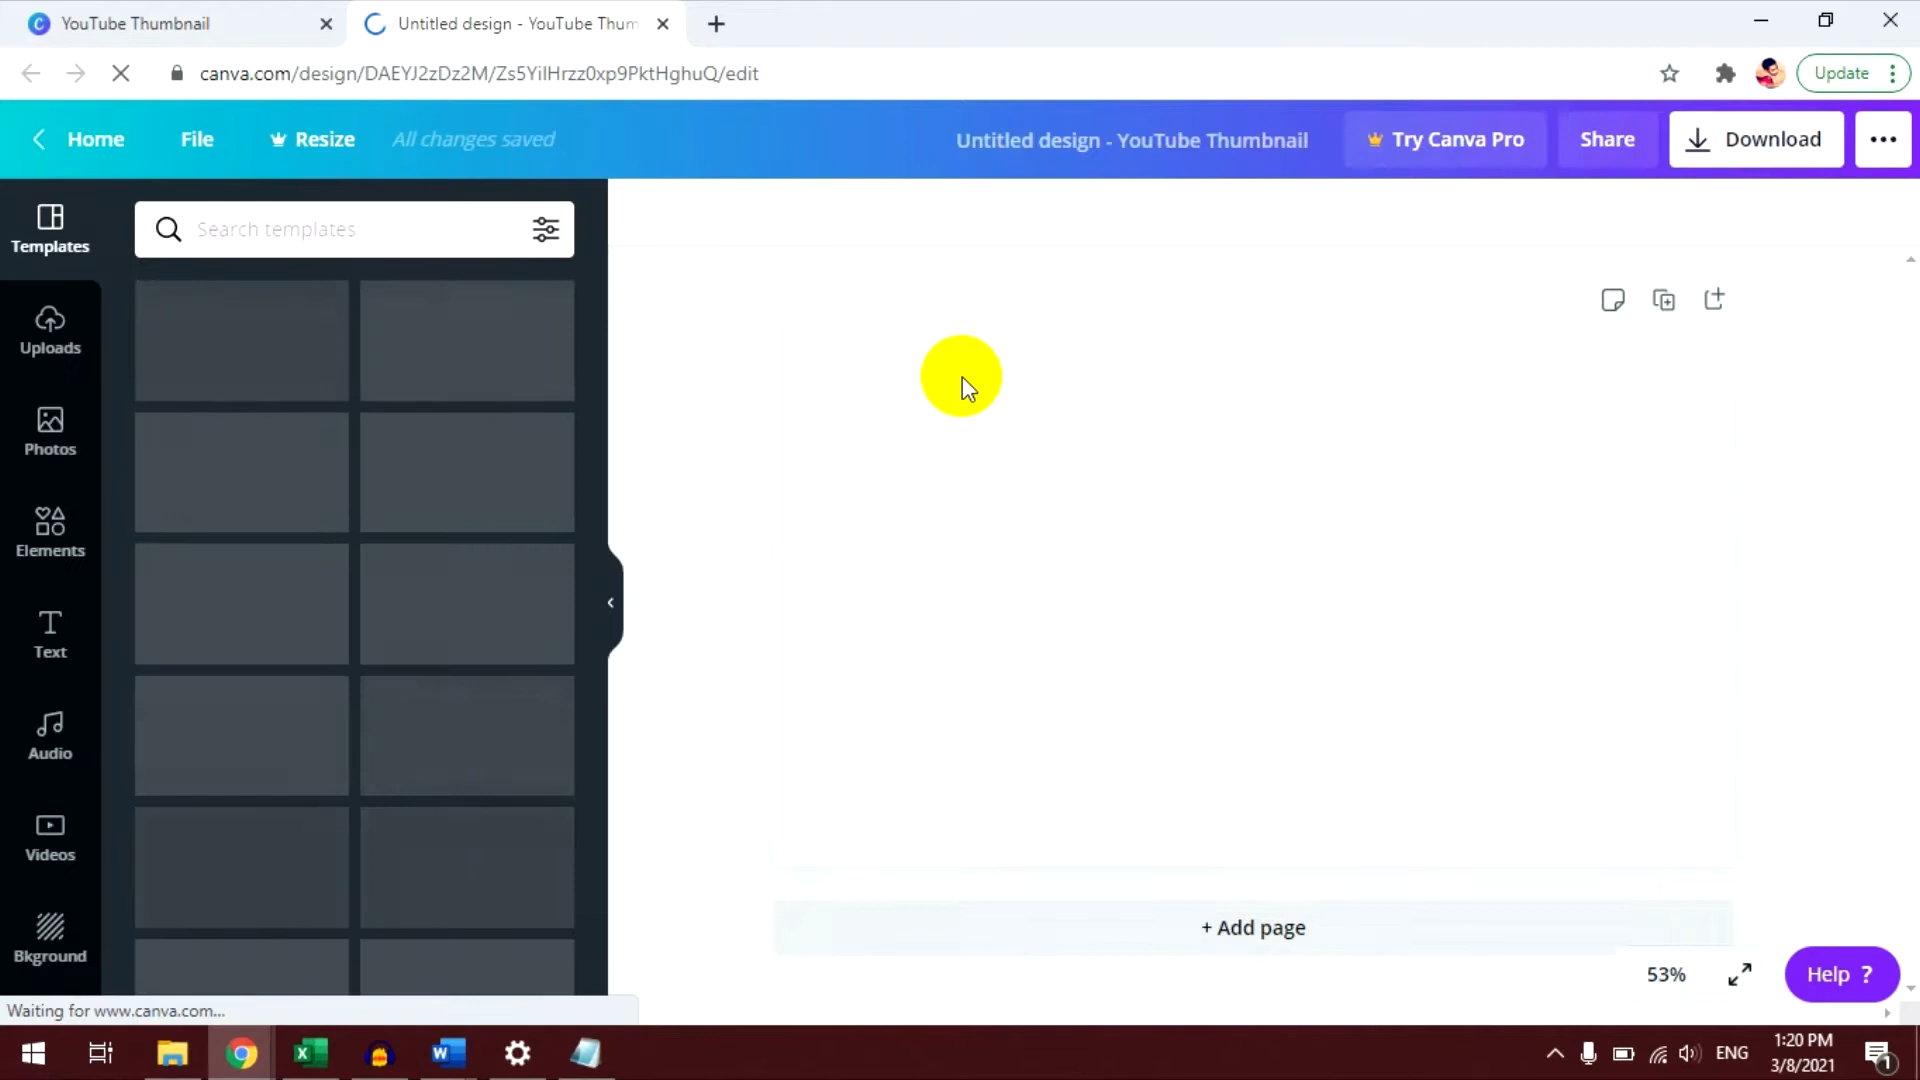 YouTube Thumbnail
Untitled design - YouTube Thum
canva.com/design/DAEYJ2zDz2M/Zs5YilHrzz0xp9PktHghuQ/edit
Update
Home
File
Resize
All changes saved
Untitled design - YouTube Thumbnail
Try Canva Pro
Share
Download
Templates
Search templates
Uploads
Photos
Elements
Text
Audio
Videos
Bkground
+ Add page
53%
Help ?
Waiting for www.canva.com...
ENG
1:20 PM
3/8/2021
1